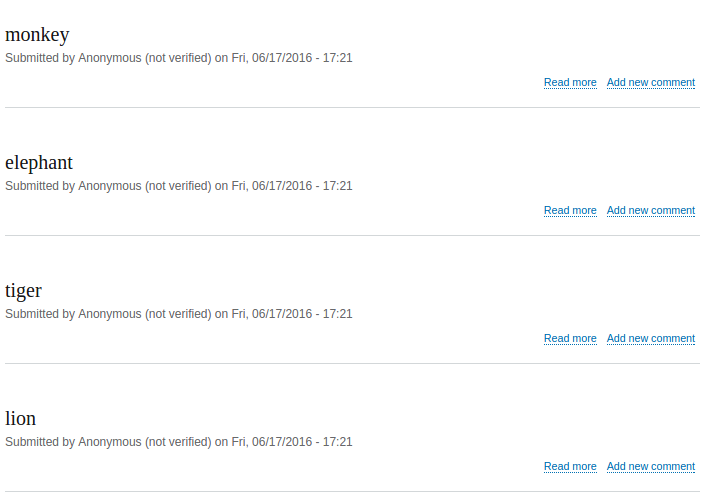 monkey
Submitted by Anonymous (not verified) on Fri, 06/17/2016 - 17:21
Read more Add new comment
elephant
Submitted by Anonymous (not verified) on Fri, 06/17/2016 - 17:21
Read more Add new comment
tiger
Submitted by Anonymous (not verified) on Fri, 06/17/2016 - 17:21
Read more Add new comment
lion
Submitted by Anonymous (not verified) on Fri, 06/17/2016 - 17:21
Read more Add new comment